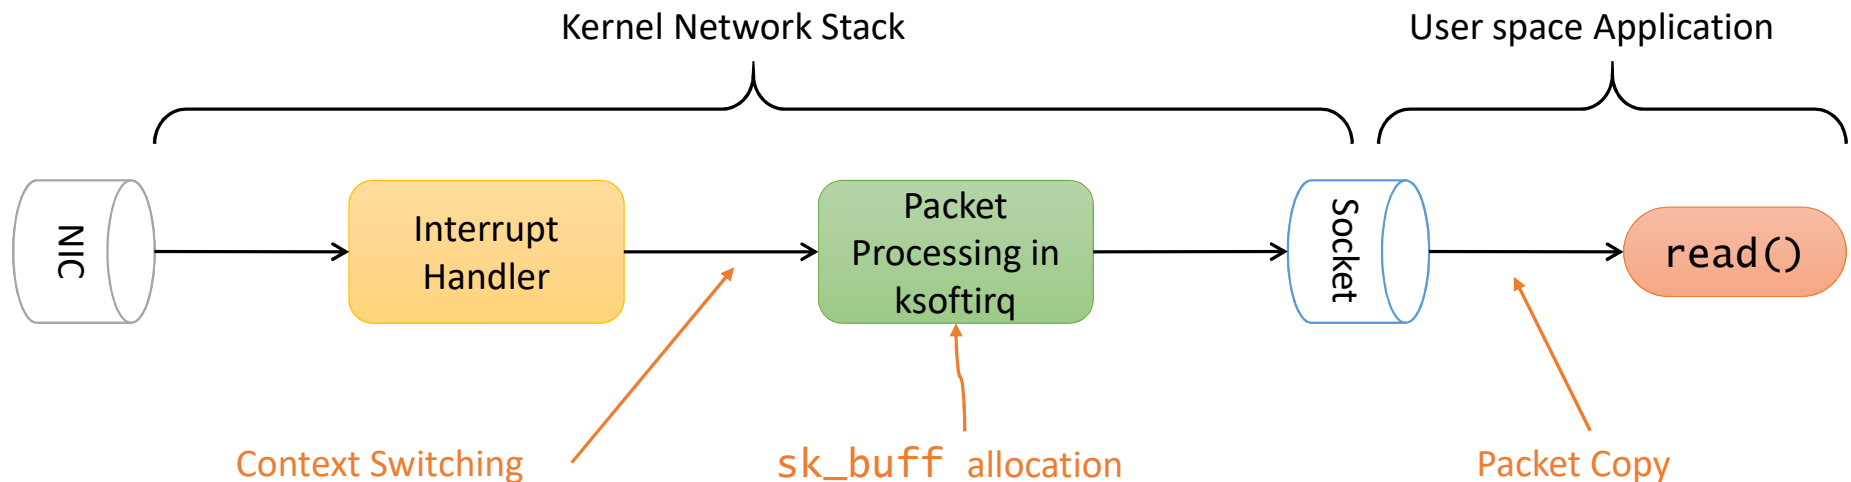 Kernel Network Stack
User space Application
NIC
Interrupt
Handler
Packet
Processing in
ksoftirq
Socket
read()
Context Switching
sk_buff allocation
Packet Copy